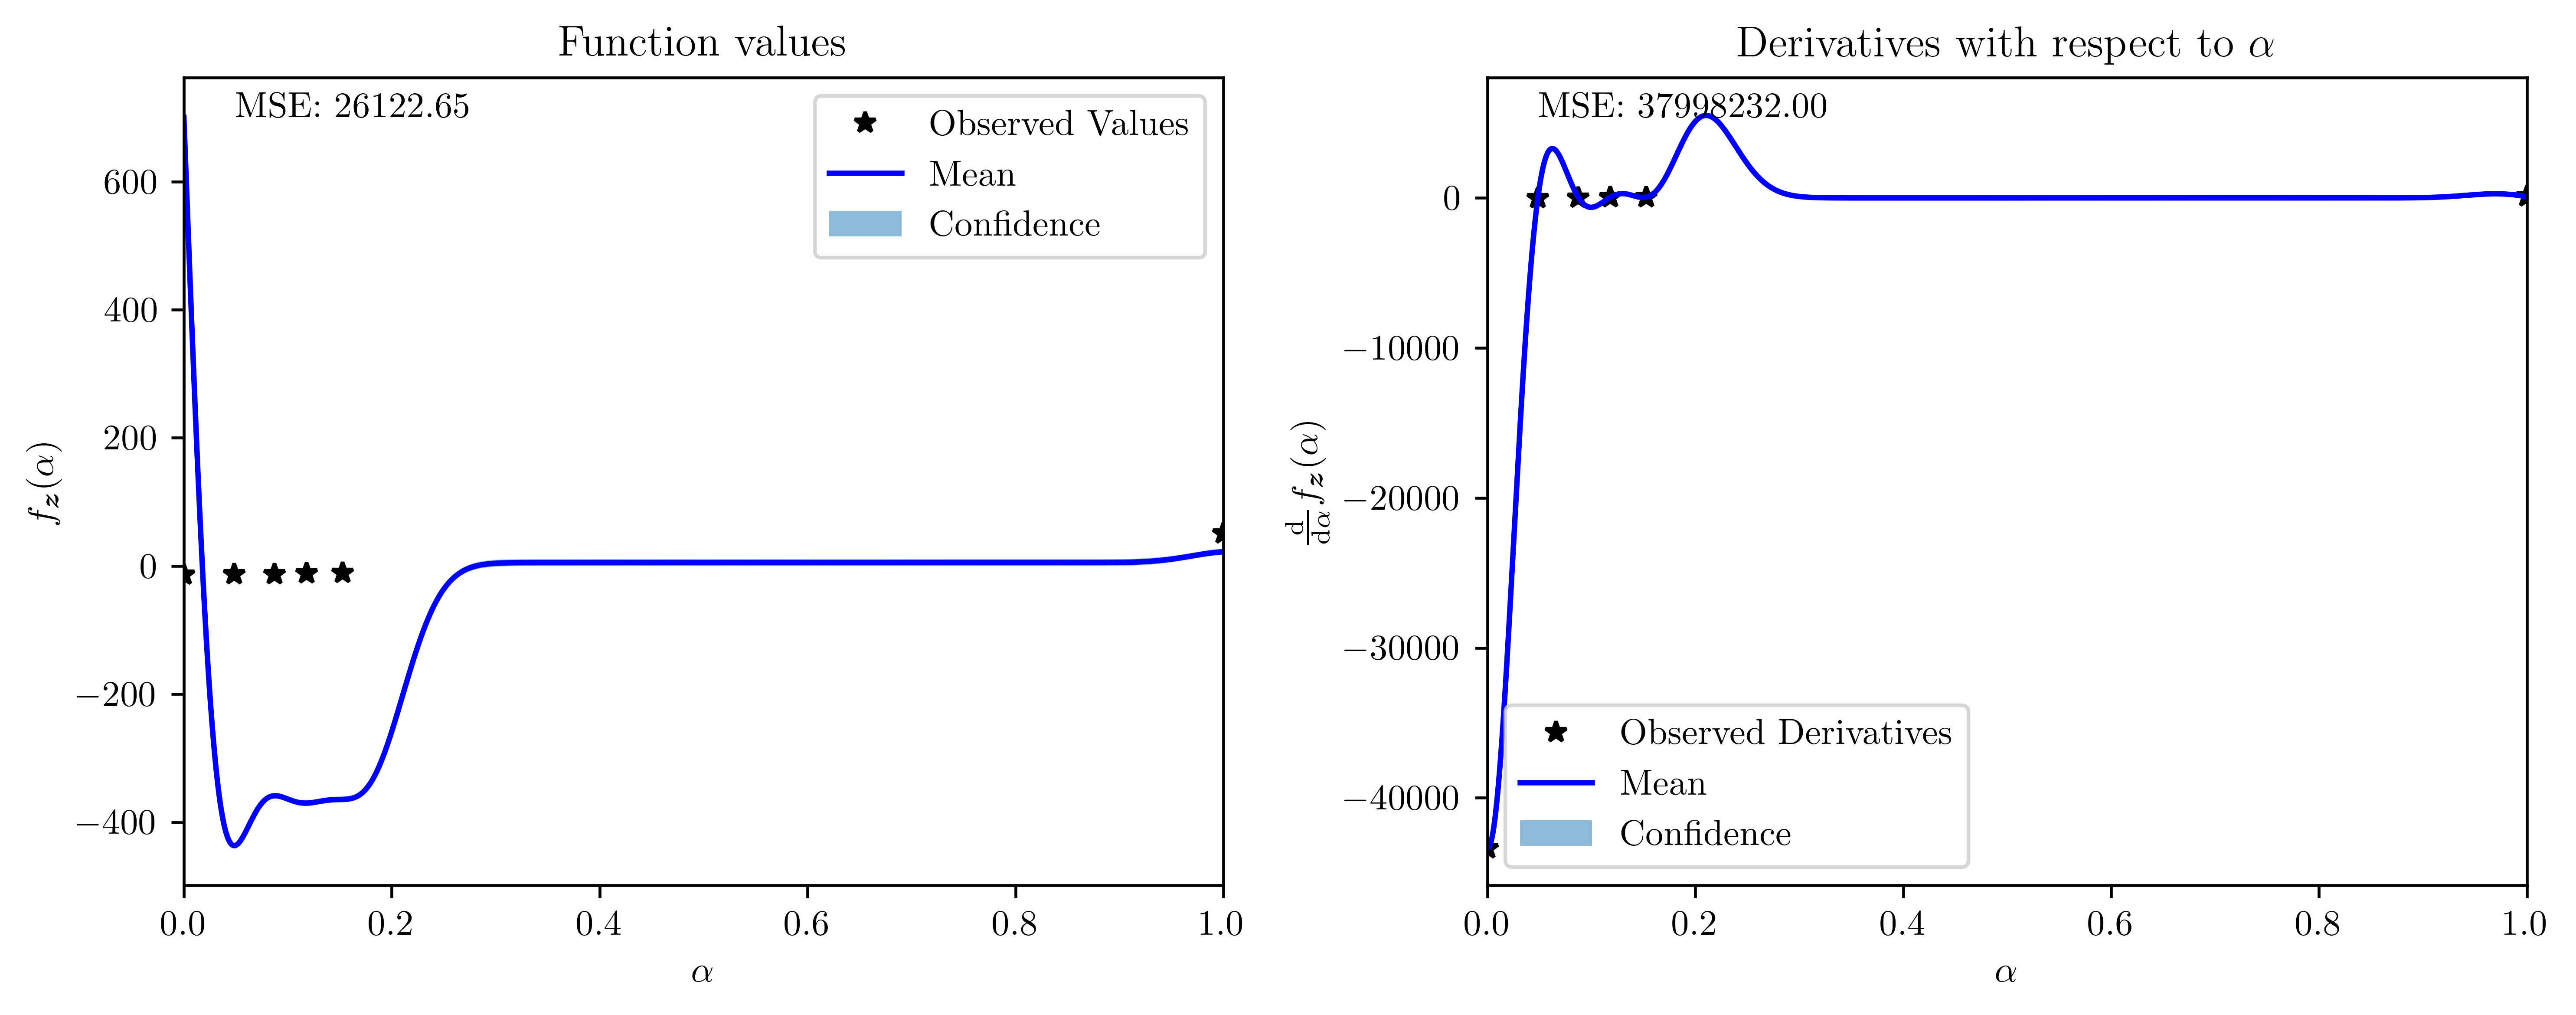 Function values
MSE: 26122.65
Observed Values
Mean
Confidence
600
400
200
0
−200
−400
f_z(α)
0.0 0.2 0.4 0.6 0.8 1.0
α
Derivatives with respect to α
MSE: 37998232.00
0
−10000
−20000
−30000
−40000
d/dα f_z(α)
Observed Derivatives
Mean
Confidence
0.0 0.2 0.4 0.6 0.8 1.0
α